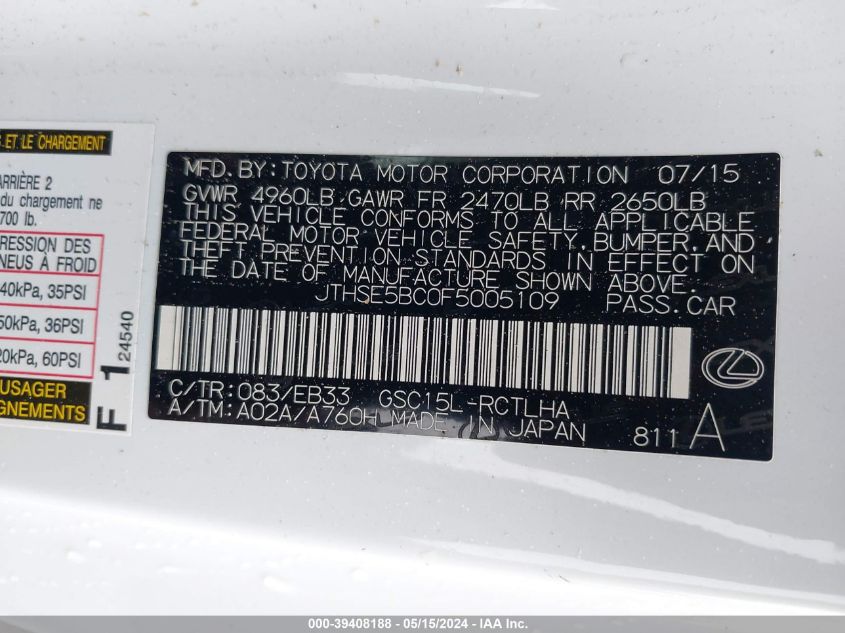 S.ET LE CHARGEMENT
ARRIÈRE 2
du chargement ne
700 lb.
RESSION DES
NEUS À FROID
40kPa, 35PSI
50kPa, 36PSI
20kPa, 60PSI
USAGER
GNEMENTS
F 1 24540
MFD. BY: TOYOTA MOTOR CORPORATION 07/15
GVWR 4960LB GAWR FR 2470LB RR 2650LB
THIS VEHICLE CONFORMS TO ALL APPLICABLE
FEDERAL MOTOR VEHICLE SAFETY, BUMPER, AND
THEFT PREVENTION STANDARDS IN EFFECT ON
THE DATE OF MANUFACTURE SHOWN ABOVE.
JTHSE5BC0F5005109 PASS.CAR
C/TR: 083/EB33 GSC15L-RCTLHA
A/TM: A02A/A760H MADE IN JAPAN 811 A
000-39408188 - 05/15/2024 - IAAI.CA